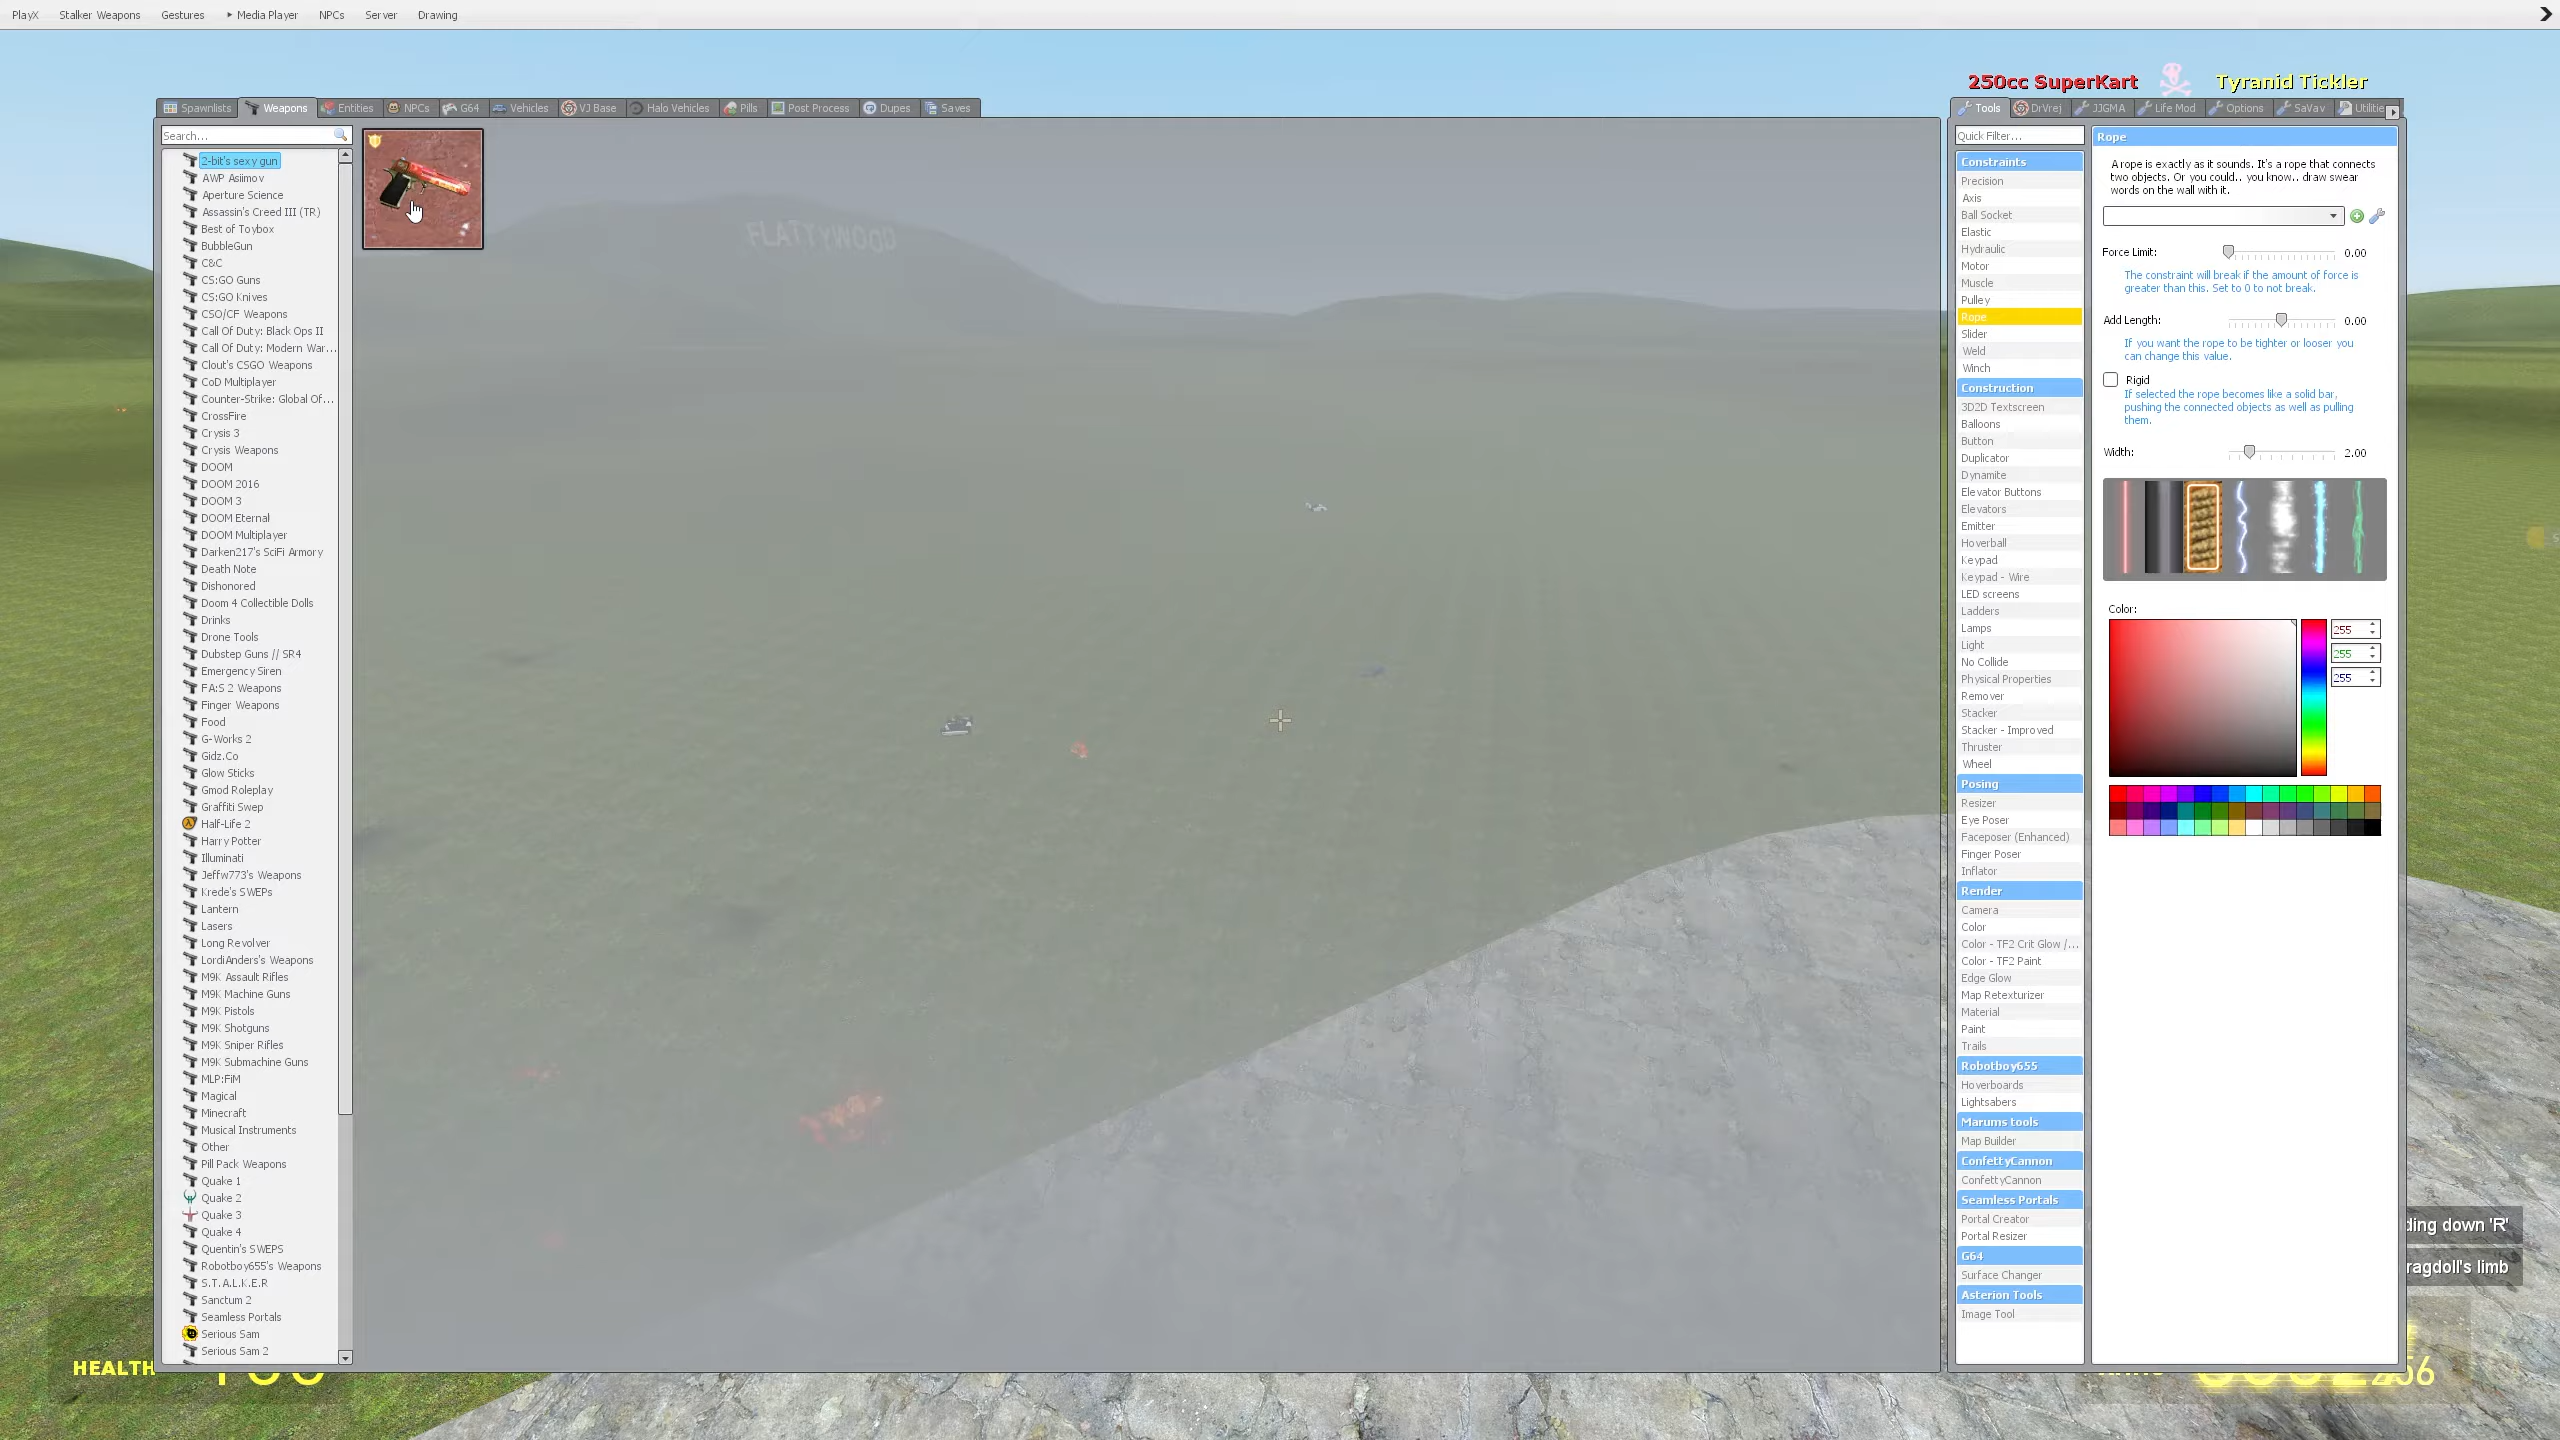 PlayX Stalker Weapons Gestures Media Player NPCs Server Drawing
250cc SuperKart Tyranid Tickler
Spawnlists Weapons Entities NPCs G64 Vehicles VJ Base Halo Vehicles Pills Post Process Dupes Saves
Search...
2-bit's sexy gun
AWP Asiimov
Aperture Science
Assassin's Creed III (TR)
Best of Toybox
BubbleGun
C&C
CS:GO Guns
CS:GO Knives
CSO/CF Weapons
Call Of Duty: Black Ops II
Call Of Duty: Modern War...
Clout's CSGO Weapons
CoD Multiplayer
Counter-Strike: Global Of...
CrossFire
Crysis 3
Crysis Weapons
DOOM
DOOM 2016
DOOM 3
DOOM Eternal
DOOM Multiplayer
Darken217's SciFi Armory
Death Note
Dishonored
Doom 4 Collectible Dolls
Drinks
Drone Tools
Dubstep Guns // SR4
Emergency Siren
FA:S 2 Weapons
Finger Weapons
Food
G-Works 2
Gidz.Co
Glow Sticks
Gmod Roleplay
Graffiti Swep
Half-Life 2
Harry Potter
Illuminati
Jeffw773's Weapons
Krede's SWEPs
Lantern
Lasers
Long Revolver
LordiAnders's Weapons
M9K Assault Rifles
M9K Machine Guns
M9K Pistols
M9K Shotguns
M9K Sniper Rifles
M9K Submachine Guns
MLP:FiM
Magical
Minecraft
Musical Instruments
Other
Pill Pack Weapons
Quake 1
Quake 2
Quake 3
Quake 4
Quentin's SWEPS
Robotboy655's Weapons
S.T.A.L.K.E.R
Sanctum 2
Seamless Portals
Serious Sam
Serious Sam 2
FLATTYWOOD
HEALTH
Tools DrVrej JJGMA Life Mod Options SaVav Utilitie
Quick Filter...
Constraints
Precision
Axis
Ball Socket
Elastic
Hydraulic
Motor
Muscle
Pulley
Rope
Slider
Weld
Winch
Construction
3D2D Textscreen
Balloons
Button
Duplicator
Dynamite
Elevator Buttons
Elevators
Emitter
Hoverball
Keypad
Keypad - Wire
LED screens
Ladders
Lamps
Light
No Collide
Physical Properties
Remover
Stacker
Stacker - Improved
Thruster
Wheel
Posing
Resizer
Eye Poser
Faceposer (Enhanced)
Finger Poser
Inflator
Render
Camera
Color
Color - TF2 Crit Glow /...
Color - TF2 Paint
Edge Glow
Map Retexturizer
Material
Paint
Trails
Robotboy655
Hoverboards
Lightsabers
Marums tools
Map Builder
ConfettyCannon
ConfettyCannon
Seamless Portals
Portal Creator
Portal Resizer
G64
Surface Changer
Asterion Tools
Image Tool
Rope
A rope is exactly as it sounds. It's a rope that connects
two objects. Or you could.. you know.. draw swear
words on the wall with it.
Force Limit: 0.00
The constraint will break if the amount of force is
greater than this. Set to 0 to not break.
Add Length: 0.00
If you want the rope to be tighter or looser you
can change this value.
Rigid
If selected the rope becomes like a solid bar,
pushing the connected objects as well as pulling
them.
Width: 2.00
Color:
255
255
255
ding down 'R'
ragdoll's limb